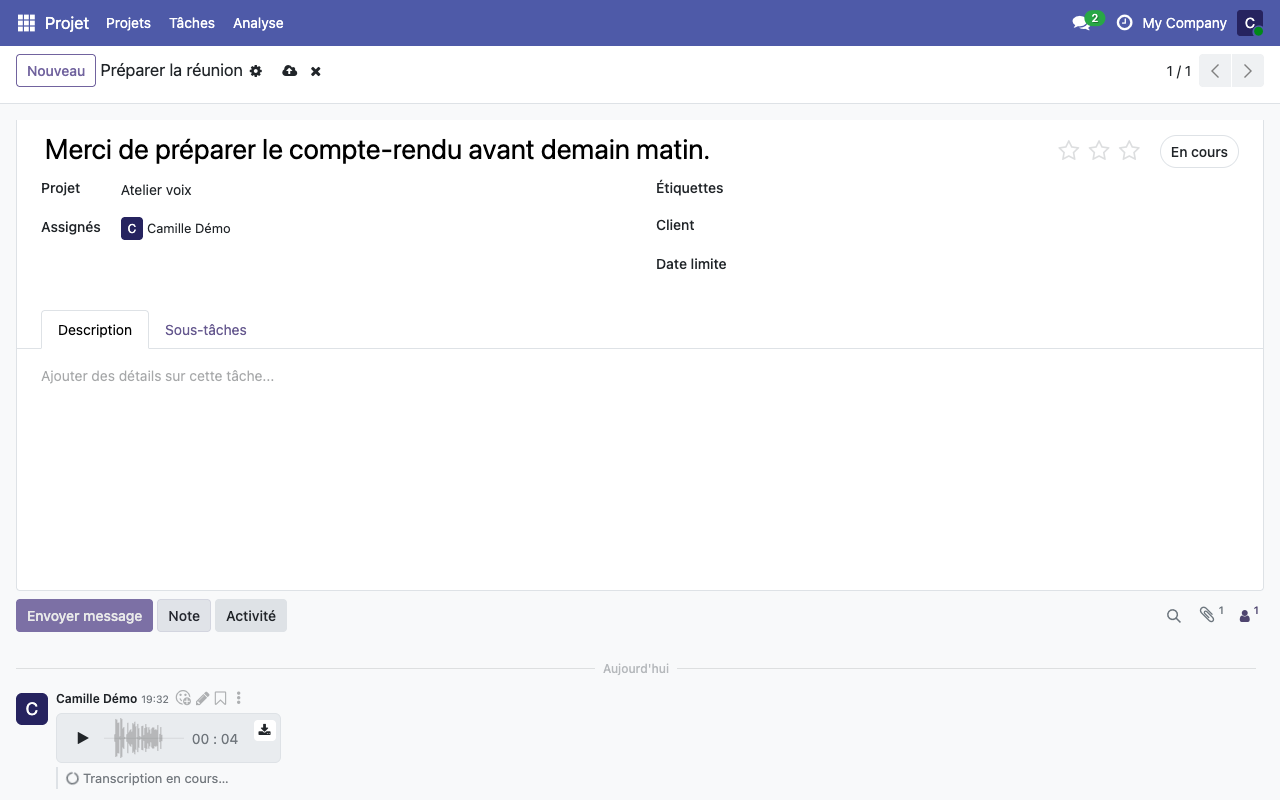 Projet Projets Tâches Analyse 2 My Company C
Nouveau Préparer la réunion 1 / 1
Merci de préparer le compte-rendu avant demain matin. En cours
Projet Atelier voix Étiquettes
Assignés C Camille Démo Client
Date limite
Description Sous-tâches
Ajouter des détails sur cette tâche...
Envoyer message Note Activité 1 1
Aujourd'hui
C Camille Démo 19:32
00 : 04
Transcription en cours...